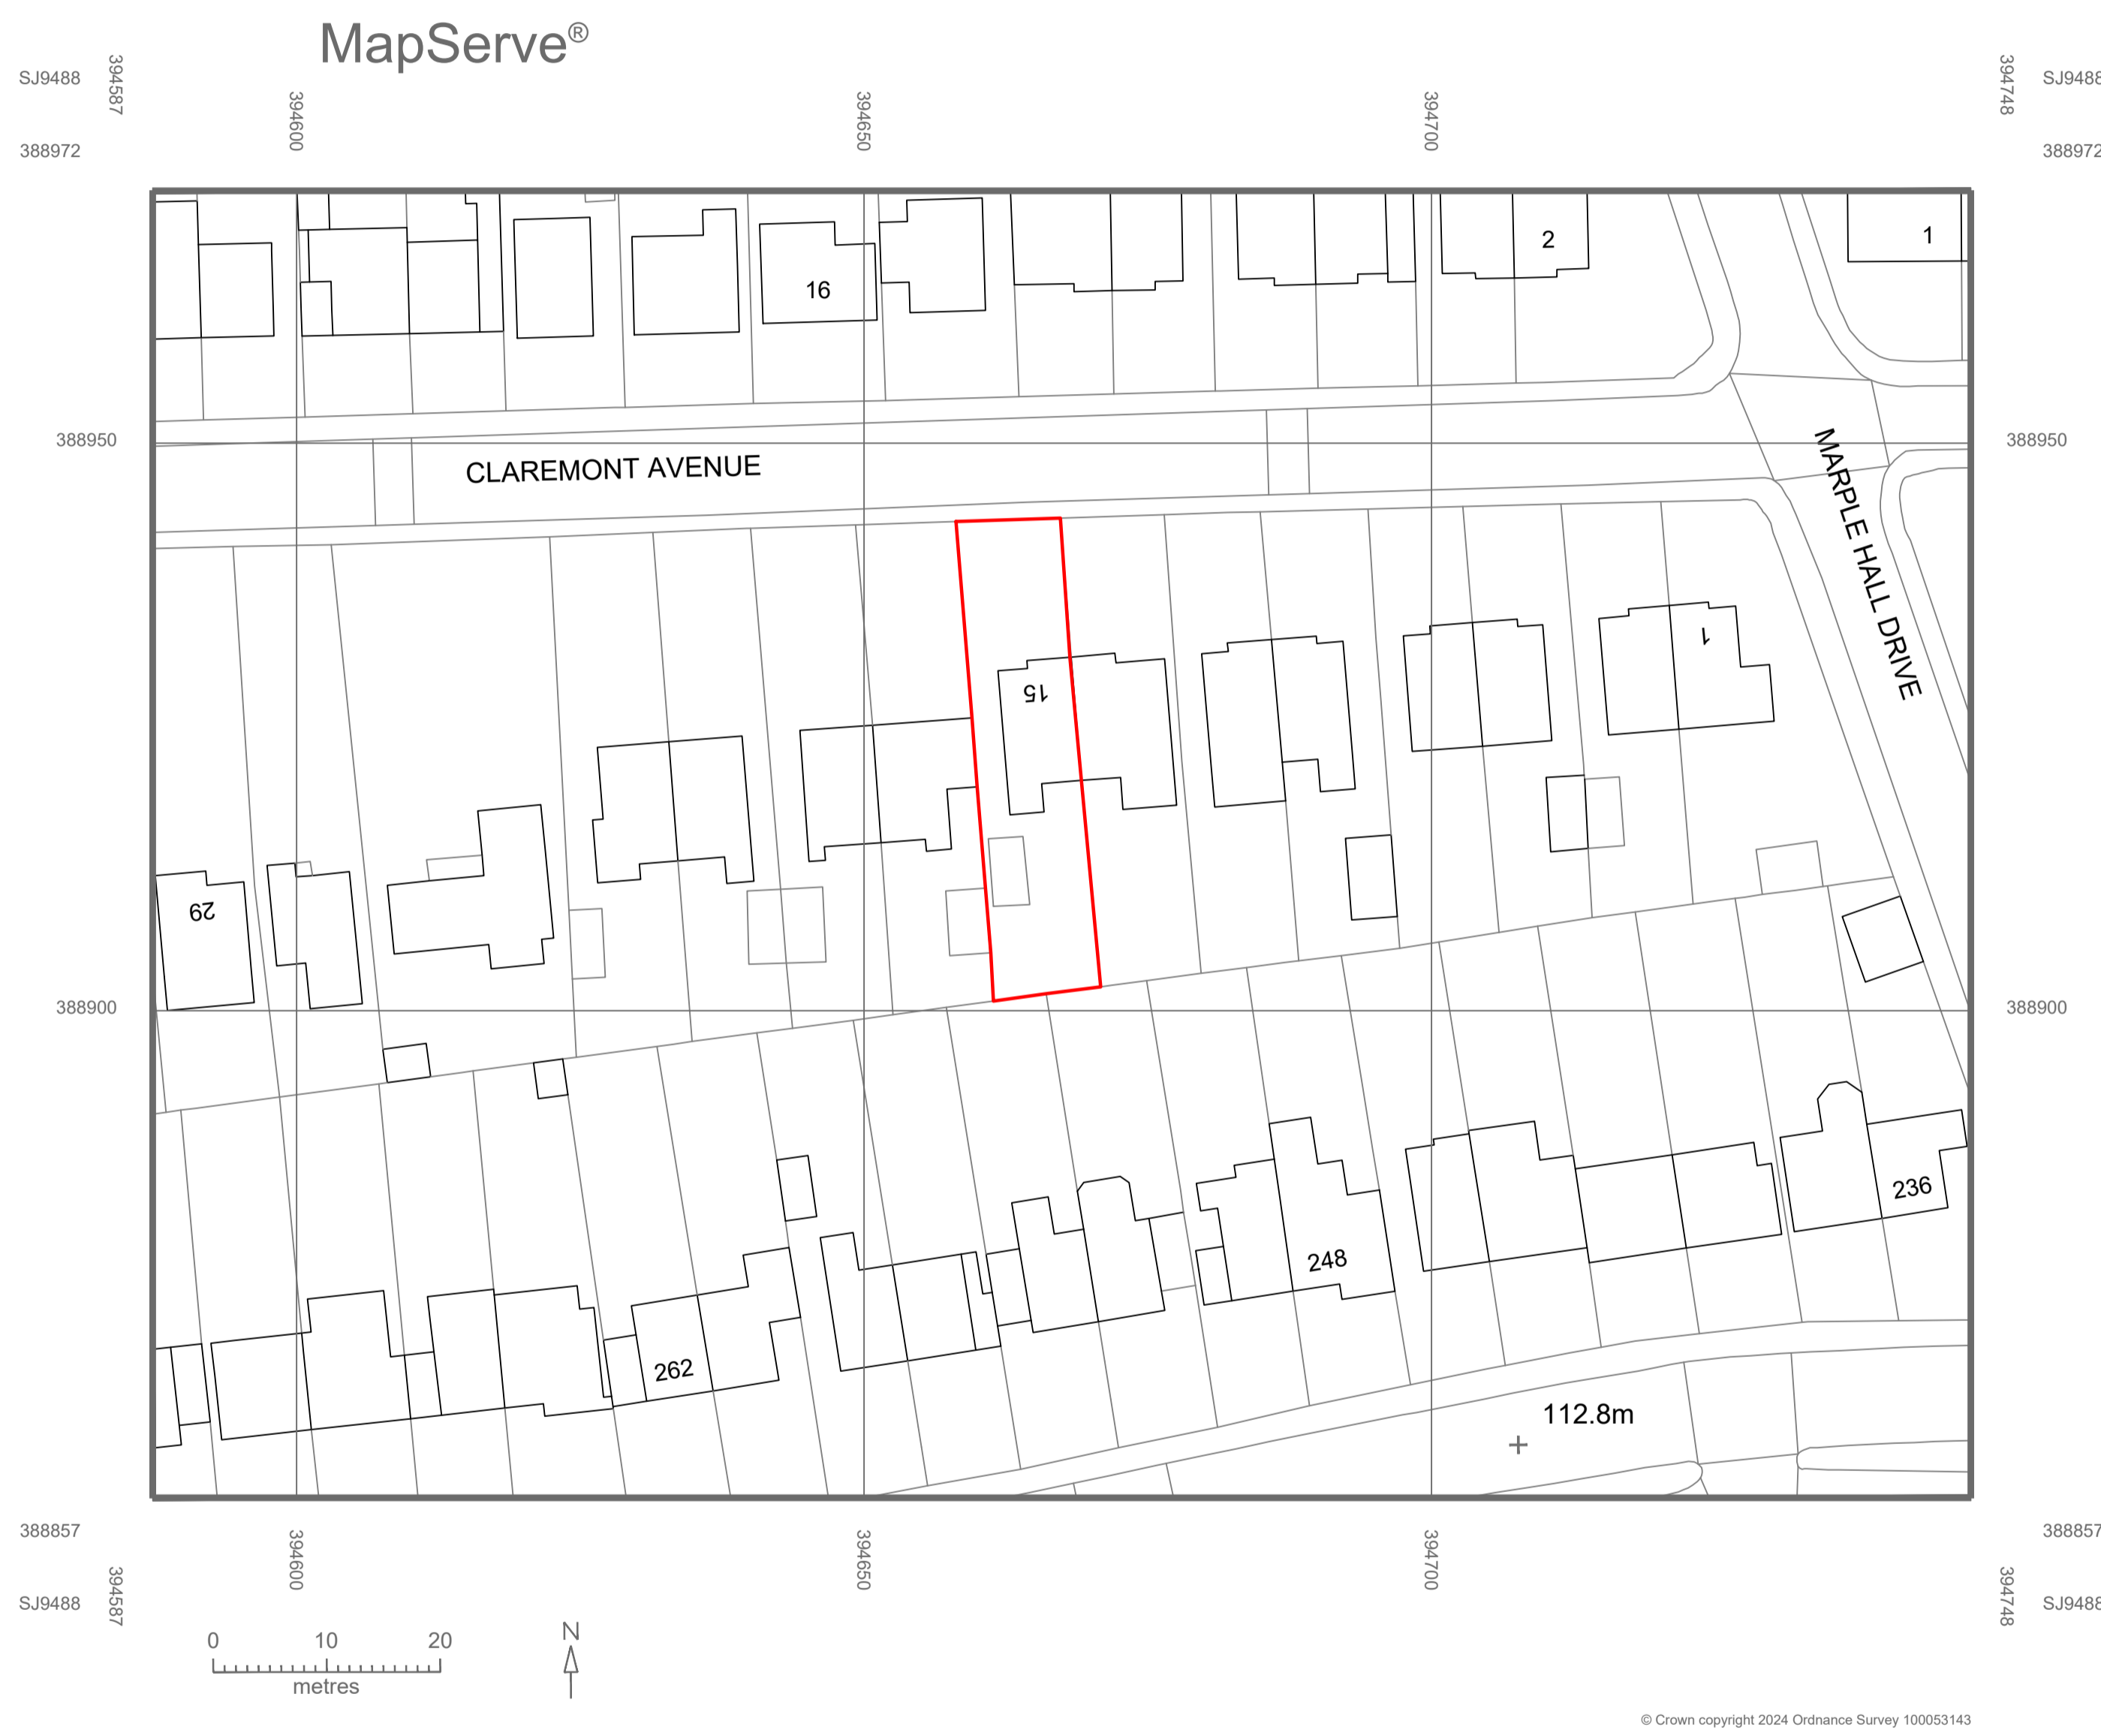 MapServe®
SJ9488
394587
394748
SJ9488
388972
394600
394650
394700
388972
2
1
16
388950
CLAREMONT AVENUE
388950
MARPLE HALL DRIVE
1
15
29
388900
388900
236
248
262
112.8m
388857
394600
394650
394700
388857
SJ9488
394587
394748
SJ9488
0 10 20
metres
N
© Crown copyright 2024 Ordnance Survey 100053143